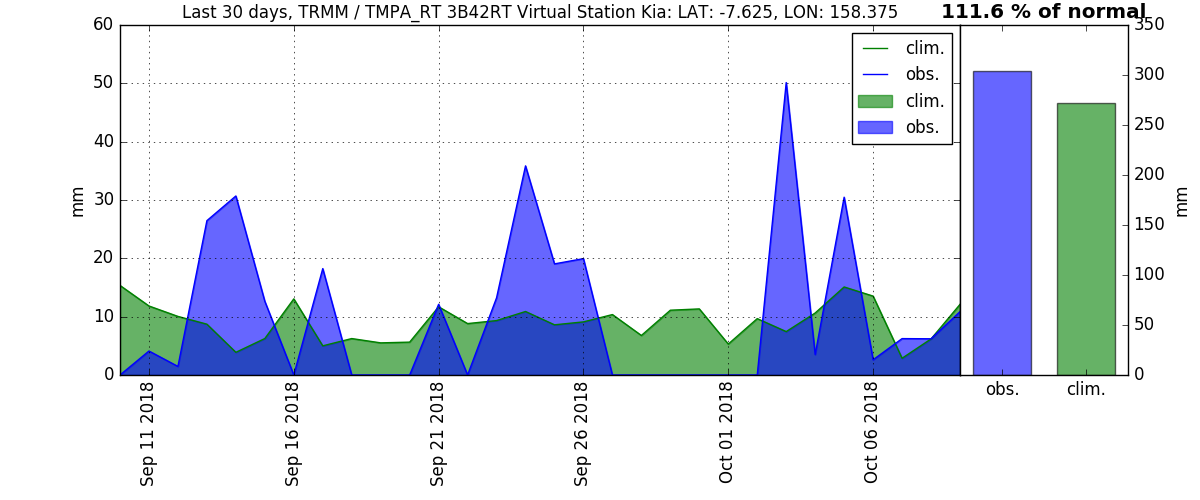 Last 30 days, TRMM / TMPA_RT 3B42RT Virtual Station Kia: LAT: -7.625, LON: 158.375
111.6 % of normal
60
50
40
30
20
10
0
mm
clim.
obs.
clim.
obs.
350
300
250
200
150
100
50
0
mm
obs.
clim.
Sep 11 2018
Sep 16 2018
Sep 21 2018
Sep 26 2018
Oct 01 2018
Oct 06 2018